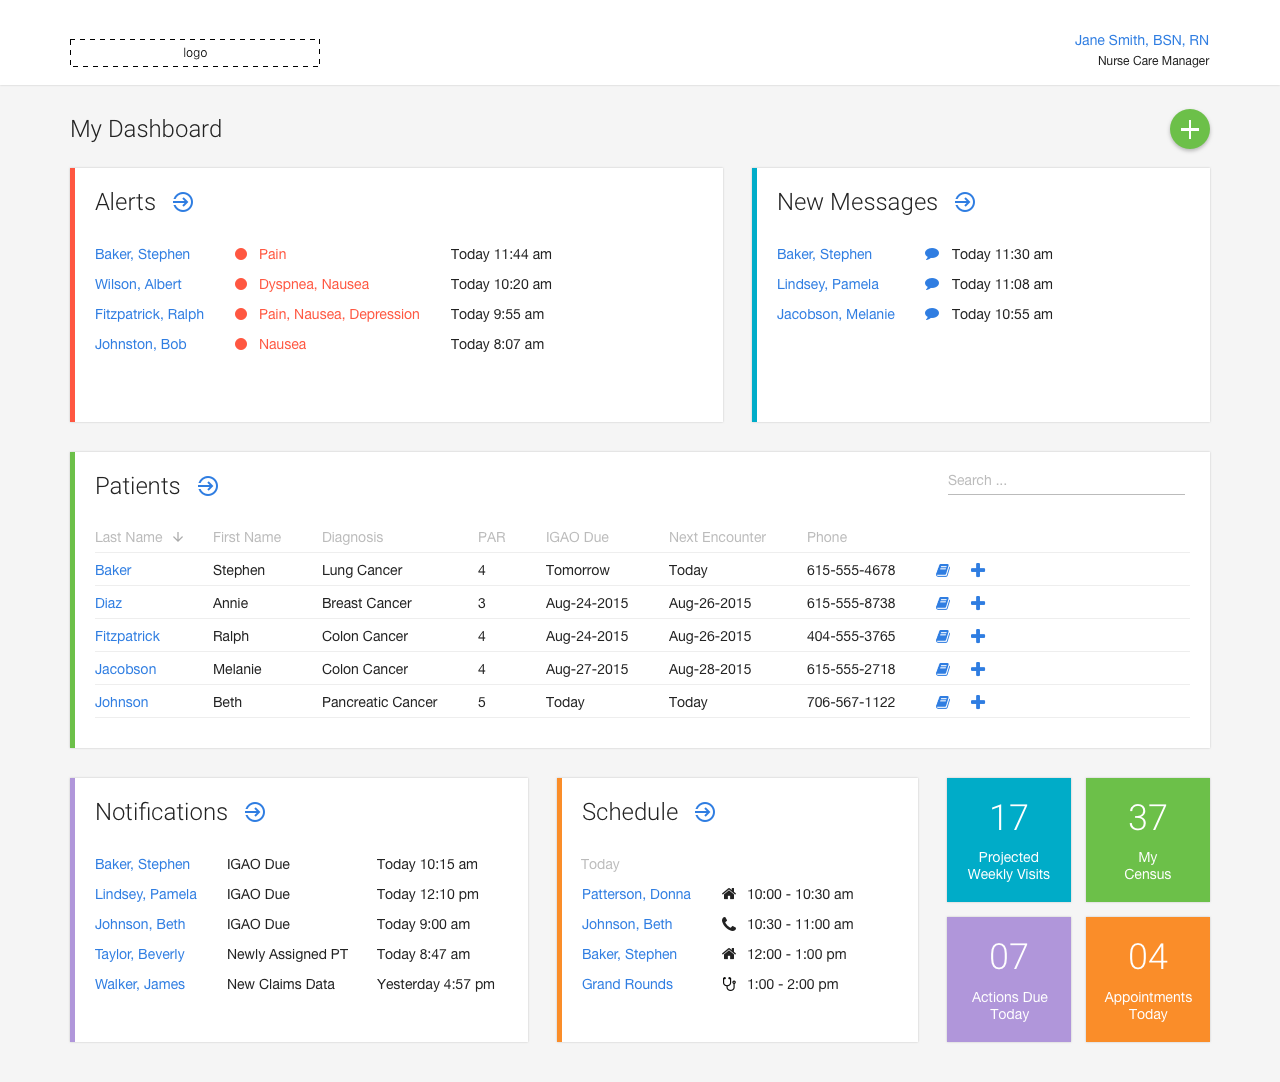 logo
Jane Smith, BSN, RN
Nurse Care Manager
My Dashboard
Alerts
Baker, Stephen Pain Today 11:44 am
Wilson, Albert Dyspnea, Nausea Today 10:20 am
Fitzpatrick, Ralph Pain, Nausea, Depression Today 9:55 am
Johnston, Bob Nausea Today 8:07 am
New Messages
Baker, Stephen Today 11:30 am
Lindsey, Pamela Today 11:08 am
Jacobson, Melanie Today 10:55 am
Patients
Search ...
Last Name First Name Diagnosis PAR IGAO Due Next Encounter Phone
Baker Stephen Lung Cancer 4 Tomorrow Today 615-555-4678
Diaz Annie Breast Cancer 3 Aug-24-2015 Aug-26-2015 615-555-8738
Fitzpatrick Ralph Colon Cancer 4 Aug-24-2015 Aug-26-2015 404-555-3765
Jacobson Melanie Colon Cancer 4 Aug-27-2015 Aug-28-2015 615-555-2718
Johnson Beth Pancreatic Cancer 5 Today Today 706-567-1122
Notifications
Baker, Stephen IGAO Due Today 10:15 am
Lindsey, Pamela IGAO Due Today 12:10 pm
Johnson, Beth IGAO Due Today 9:00 am
Taylor, Beverly Newly Assigned PT Today 8:47 am
Walker, James New Claims Data Yesterday 4:57 pm
Schedule
Today
Patterson, Donna 10:00 - 10:30 am
Johnson, Beth 10:30 - 11:00 am
Baker, Stephen 12:00 - 1:00 pm
Grand Rounds 1:00 - 2:00 pm
17
Projected
Weekly Visits
37
My
Census
07
Actions Due
Today
04
Appointments
Today